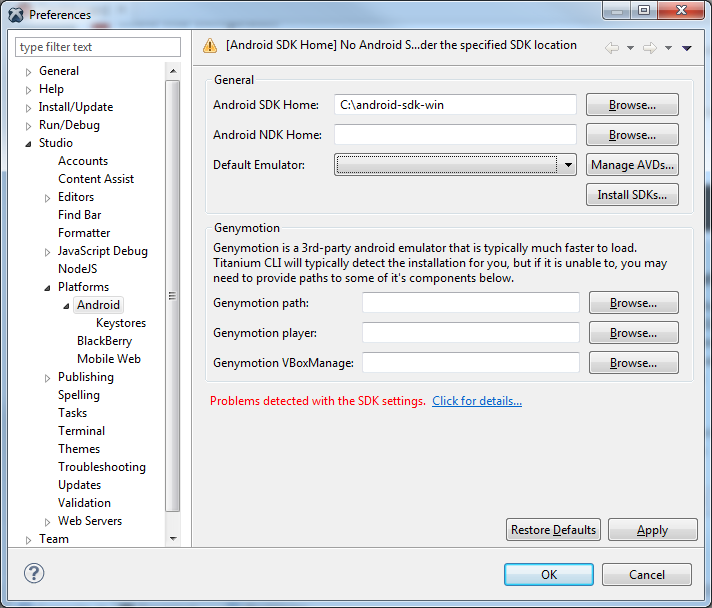 Preferences
type filter text
General
Help
Install/Update
Run/Debug
Studio
Accounts
Content Assist
Editors
Find Bar
Formatter
JavaScript Debug
NodeJS
Platforms
Android
Keystores
BlackBerry
Mobile Web
Publishing
Spelling
Tasks
Terminal
Themes
Troubleshooting
Updates
Validation
Web Servers
Team
[Android SDK Home] No Android S...der the specified SDK location
General
Android SDK Home: C:\android-sdk-win Browse...
Android NDK Home: Browse...
Default Emulator: Manage AVDs...
Install SDKs...
Genymotion
Genymotion is a 3rd-party android emulator that is typically much faster to load.
Titanium CLI will typically detect the installation for you, but if it is unable to, you may
need to provide paths to some of it's components below.
Genymotion path: Browse...
Genymotion player: Browse...
Genymotion VBoxManage: Browse...
Problems detected with the SDK settings. Click for details...
Restore Defaults Apply
? OK Cancel